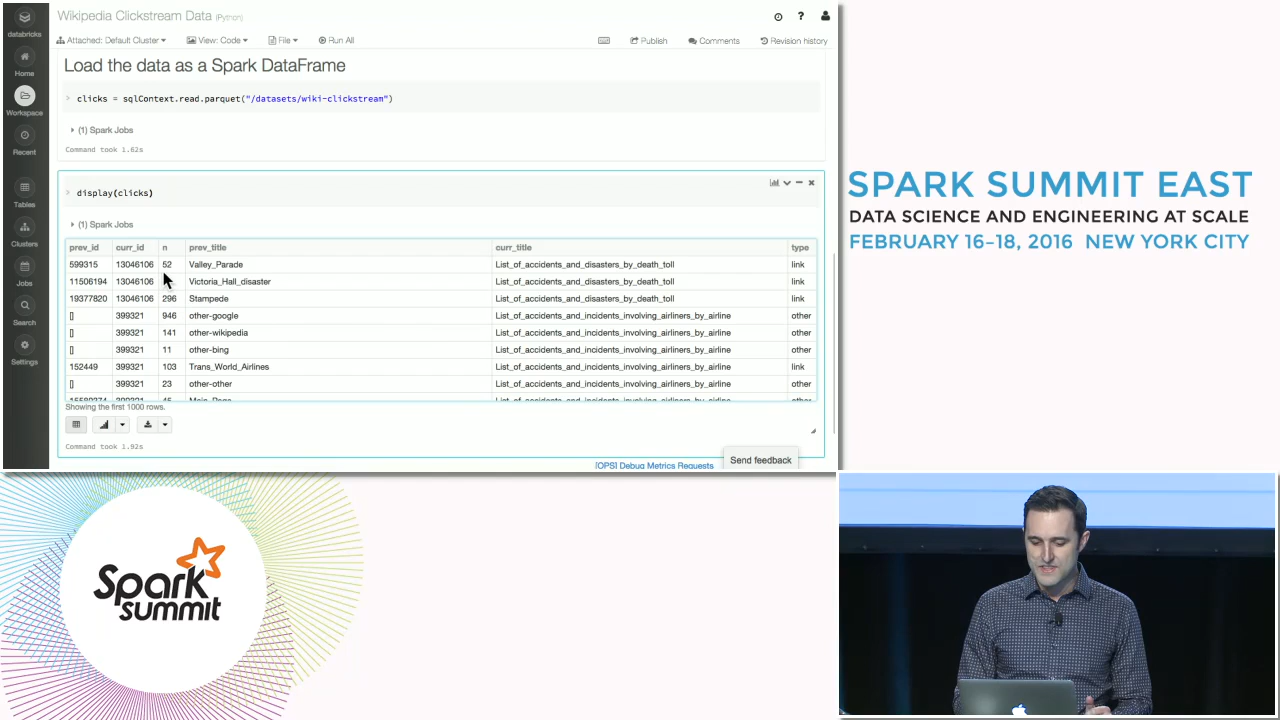 databricks
Home
Workspace
Recent
Tables
Clusters
Jobs
Search
Settings
Wikipedia Clickstream Data (Python)
Attached: Default Cluster View: Code File Run All Publish Comments Revision history
Load the data as a Spark DataFrame
> clicks = sqlContext.read.parquet("/datasets/wiki-clickstream")
(1) Spark Jobs
Command took 1.62s
> display(clicks)
(1) Spark Jobs
prev_id curr_id n prev_title curr_title type
599315 13046106 52 Valley_Parade List_of_accidents_and_disasters_by_death_toll link
11506194 13046106 Victoria_Hall_disaster List_of_accidents_and_disasters_by_death_toll link
19377820 13046106 296 Stampede List_of_accidents_and_disasters_by_death_toll link
[] 399321 946 other-google List_of_accidents_and_incidents_involving_airliners_by_airline other
[] 399321 141 other-wikipedia List_of_accidents_and_incidents_involving_airliners_by_airline other
[] 399321 11 other-bing List_of_accidents_and_incidents_involving_airliners_by_airline other
152449 399321 103 Trans_World_Airlines List_of_accidents_and_incidents_involving_airliners_by_airline link
[] 399321 23 other-other List_of_accidents_and_incidents_involving_airliners_by_airline other
Showing the first 1000 rows.
Command took 1.92s
[OPS] Debug Metrics Requests
Send feedback
SPARK SUMMIT EAST
DATA SCIENCE AND ENGINEERING AT SCALE
FEBRUARY 16–18, 2016 NEW YORK CITY
Spark
summit